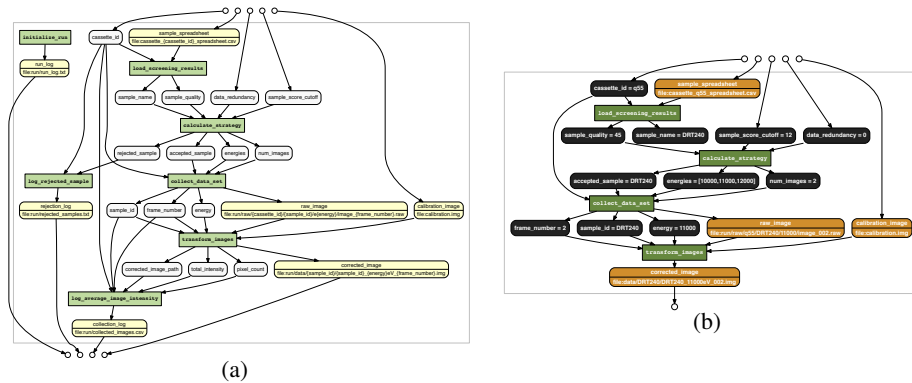 initialize_run
cassette_id
sample_spreadsheet
file:cassette_{cassette_id}_spreadsheet.csv
run_log
file:run/run_log.txt
load_screening_results
sample_name
sample_quality
data_redundancy
sample_score_cutoff
calculate_strategy
rejected_sample
accepted_sample
energies
num_images
log_rejected_sample
collect_data_set
rejection_log
file:run/rejected_samples.txt
sample_id
frame_number
energy
raw_image
file:run/raw/{cassette_id}/{sample_id}/e{energy}/image_{frame_number}.raw
calibration_image
file:calibration.img
transform_images
corrected_image_path
total_intensity
pixel_count
corrected_image
file:run/data/{sample_id}/{sample_id}_{energy}eV_{frame_number}.img
log_average_image_intensity
collection_log
file:run/collected_images.csv
(a)
cassette_id = q55
sample_spreadsheet
file:cassette_q55_spreadsheet.csv
load_screening_results
sample_quality = 45
sample_name = DRT240
sample_score_cutoff = 12
data_redundancy = 0
calculate_strategy
accepted_sample = DRT240
energies = [10000,11000,12000]
num_images = 2
collect_data_set
frame_number = 2
sample_id = DRT240
energy = 11000
raw_image
file:run/raw/q55/DRT240/11000/image_002.raw
calibration_image
file:calibration.img
transform_images
corrected_image
file:data/DRT240/DRT240_11000eV_002.img
(b)